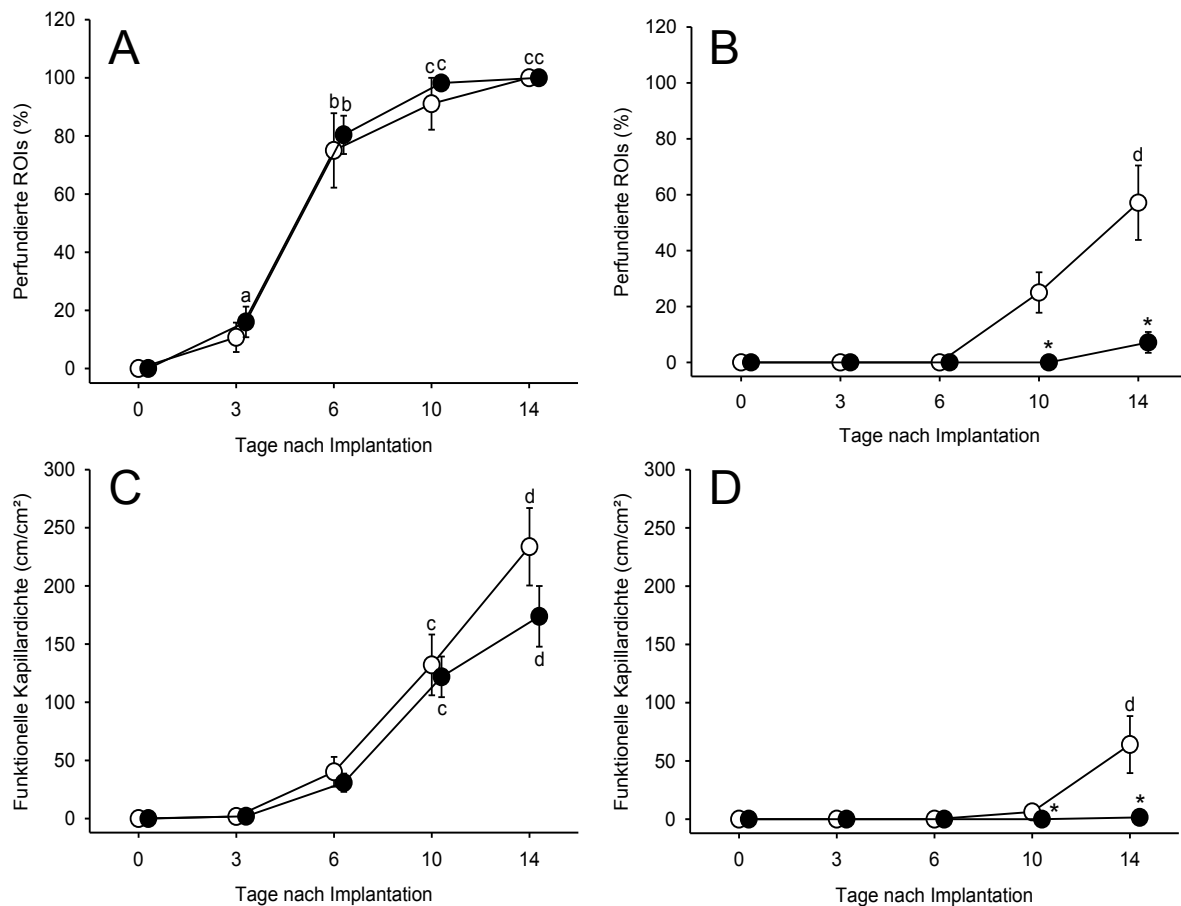 A
Perfundierte ROIs (%)
120
100
80
60
40
20
0
a
b b
c c
cc
0 3 6 10 14
Tage nach Implantation
B
Perfundierte ROIs (%)
120
100
80
60
40
20
0
d
*
*
0 3 6 10 14
Tage nach Implantation
C
Funktionelle Kapillardichte (cm/cm²)
300
250
200
150
100
50
0
c
c
d
d
0 3 6 10 14
Tage nach Implantation
D
Funktionelle Kapillardichte (cm/cm²)
300
250
200
150
100
50
0
d
*
*
0 3 6 10 14
Tage nach Implantation